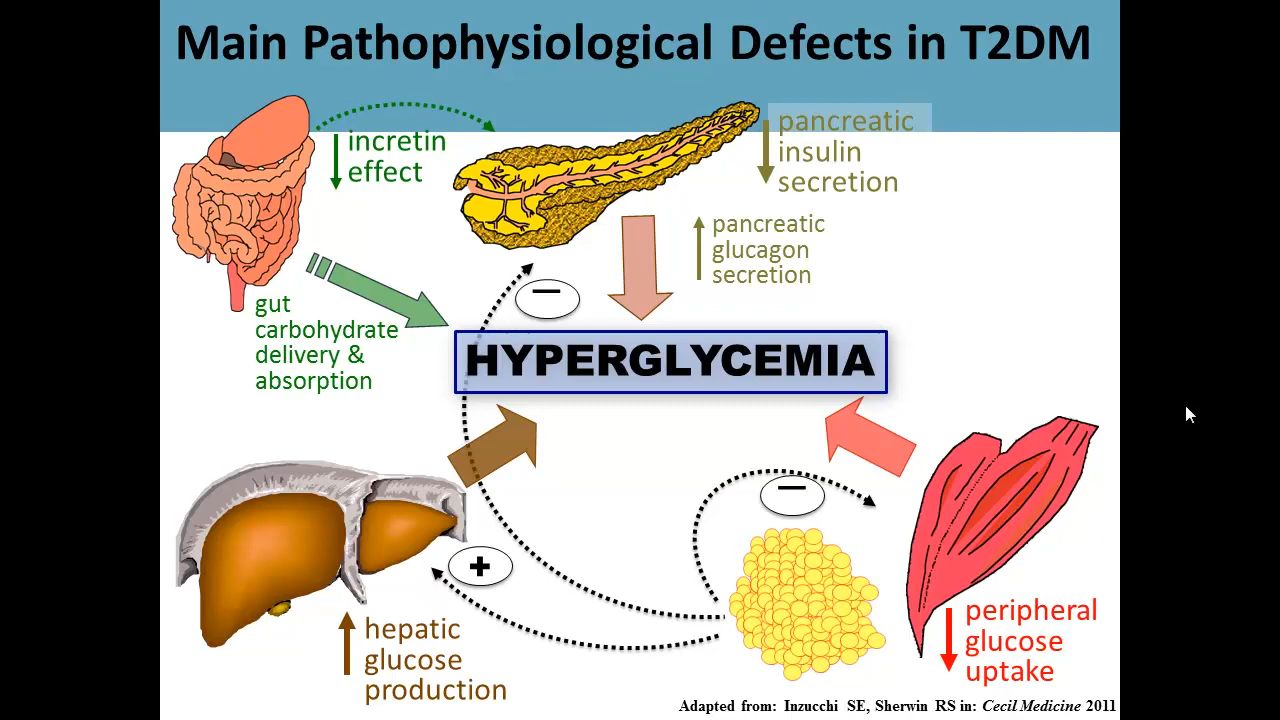 Main Pathophysiological Defects in T2DM
incretin
effect
pancreatic
insulin
secretion
pancreatic
glucagon
secretion
gut
carbohydrate
delivery &
absorption
−
HYPERGLYCEMIA
−
+
hepatic
glucose
production
peripheral
glucose
uptake
Adapted from: Inzucchi SE, Sherwin RS in: Cecil Medicine 2011